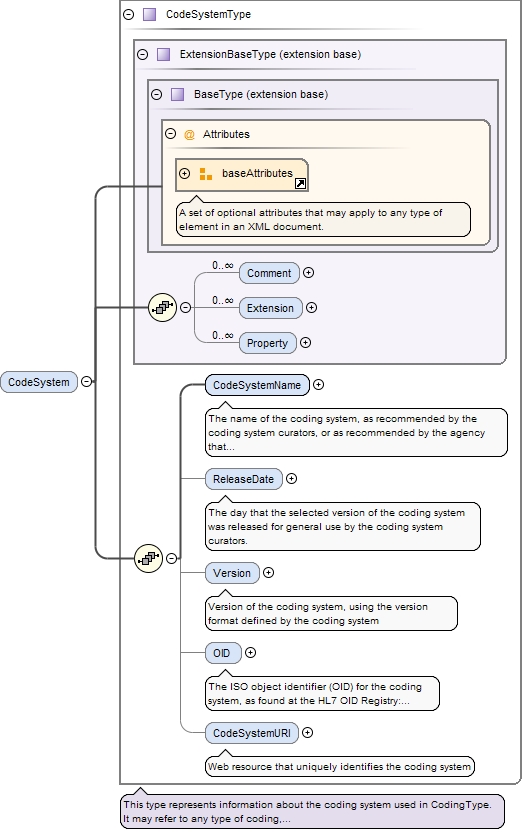 CodeSystemType
ExtensionBaseType (extension base)
BaseType (extension base)
@ Attributes
baseAttributes
A set of optional attributes that may apply to any type of
element in an XML document.
0..∞
Comment
0..∞
Extension
0..∞
Property
CodeSystem
CodeSystemName
The name of the coding system, as recommended by the
coding system curators, or as recommended by the agency
that...
ReleaseDate
The day that the selected version of the coding system
was released for general use by the coding system
curators.
Version
Version of the coding system, using the version
format defined by the coding system
OID
The ISO object identifier (OID) for the coding
system, as found at the HL7 OID Registry:...
CodeSystemURI
Web resource that uniquely identifies the coding system
This type represents information about the coding system used in CodingType.
It may refer to any type of coding,...